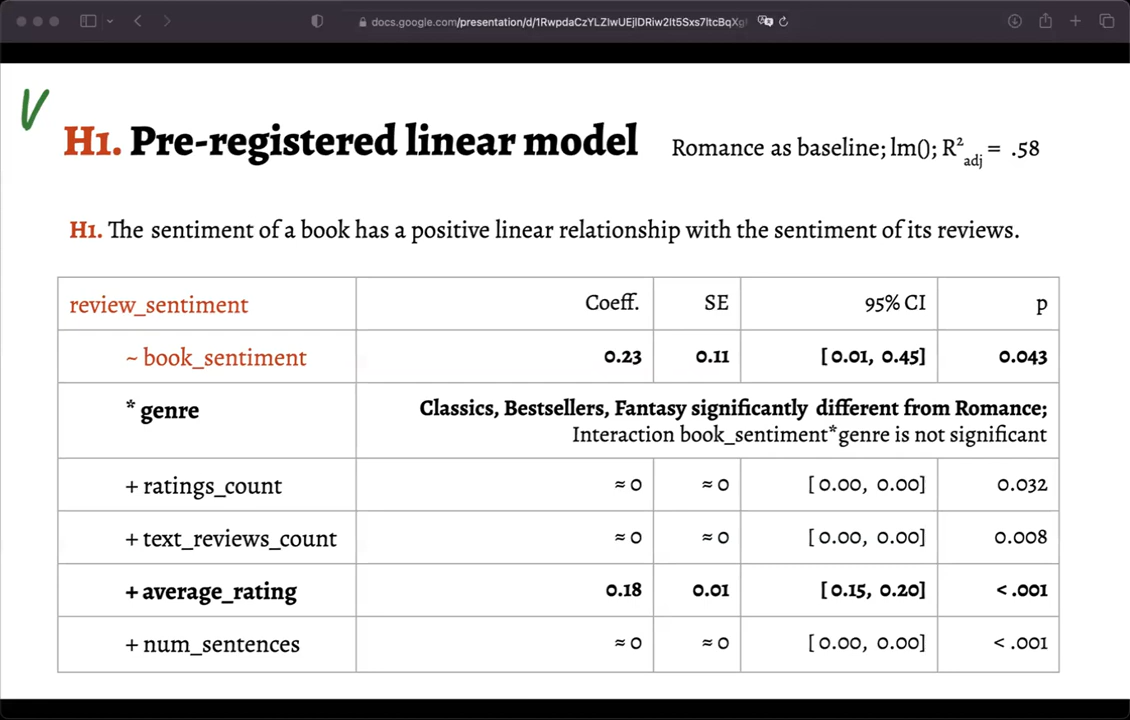 docs.google.com/presentation/d/1RwpdaCzYLZlwUEjlDRiw2lt5Sxs7ltcBqXg
V
H1. Pre-registered linear model Romance as baseline; lm(); R²adj = .58
H1. The sentiment of a book has a positive linear relationship with the sentiment of its reviews.
review_sentiment Coeff. SE 95% CI p
~ book_sentiment 0.23 0.11 [0.01, 0.45] 0.043
* genre Classics, Bestsellers, Fantasy significantly different from Romance;
Interaction book_sentiment*genre is not significant
+ ratings_count ≈ 0 ≈ 0 [0.00, 0.00] 0.032
+ text_reviews_count ≈ 0 ≈ 0 [0.00, 0.00] 0.008
+ average_rating 0.18 0.01 [0.15, 0.20] < .001
+ num_sentences ≈ 0 ≈ 0 [0.00, 0.00] < .001